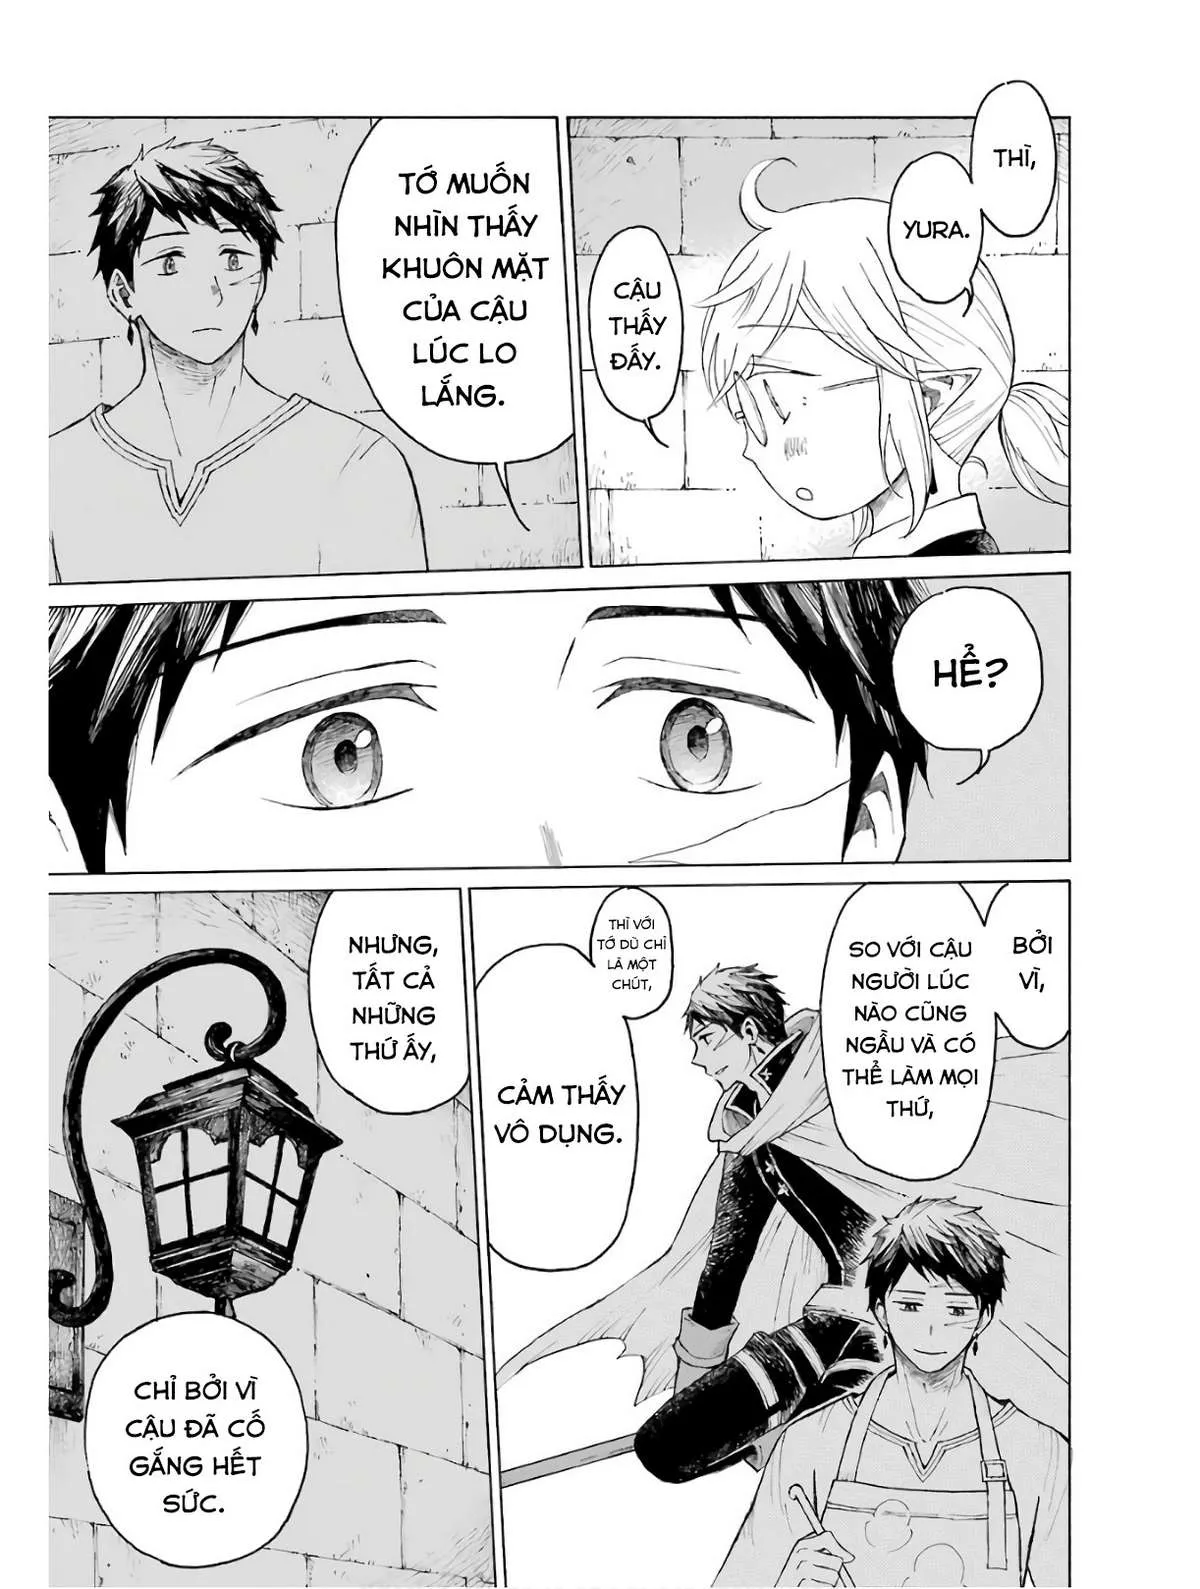 THÌ,
YURA.
CẬU
THẤY
ĐẤY.
TỚ MUỐN
NHÌN THẤY
KHUÔN MẶT
CỦA CẬU
LÚC LO
LẮNG.
HỂ?
BỞI
VÌ,
SO VỚI CẬU
NGƯỜI LÚC
NÀO CŨNG
NGẦU VÀ CÓ
THỂ LÀM MỌI
THỨ,
THÌ VỚI
TỚ DÙ CHỈ
LÀ MỘT
CHÚT,
CẢM THẤY
VÔ DỤNG.
NHƯNG,
TẤT CẢ
NHỮNG
THỨ ẤY,
CHỈ BỞI VÌ
CẬU ĐÃ CỐ
GẮNG HẾT
SỨC.